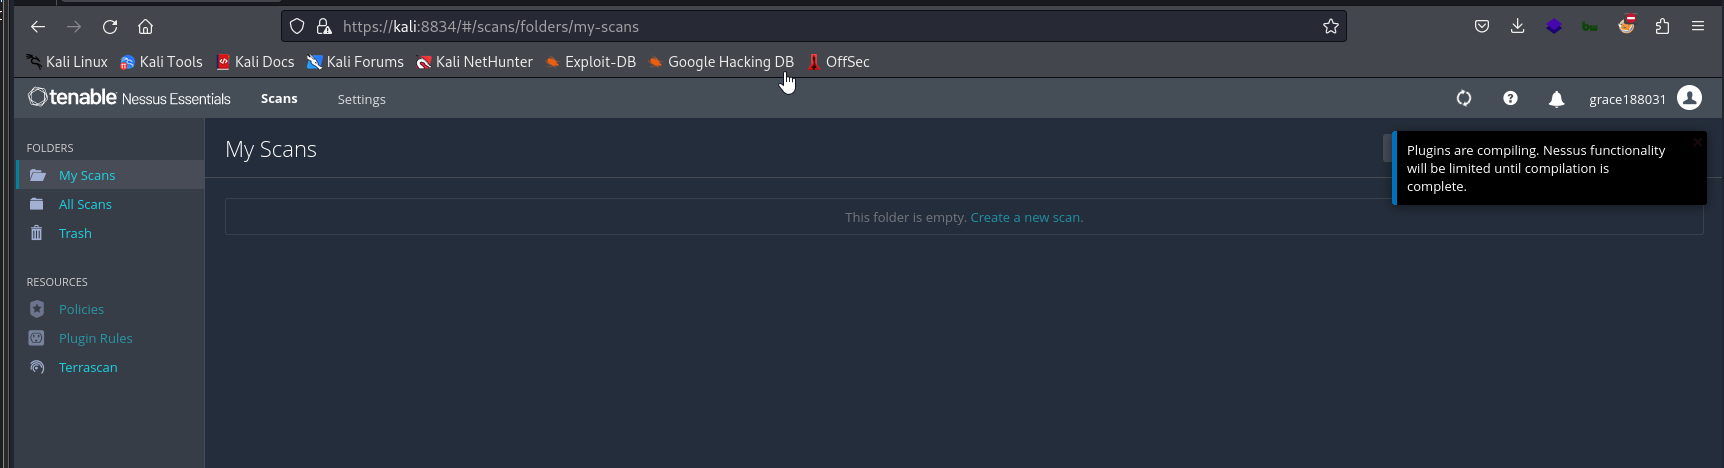 https://kali:8834/#/scans/folders/my-scans
Kali Linux Kali Tools Kali Docs Kali Forums Kali NetHunter Exploit-DB Google Hacking DB OffSec
tenable Nessus Essentials Scans Settings grace188031
FOLDERS
My Scans
All Scans
Trash
RESOURCES
Policies
Plugin Rules
Terrascan
My Scans
Plugins are compiling. Nessus functionality
will be limited until compilation is
complete.
This folder is empty. Create a new scan.